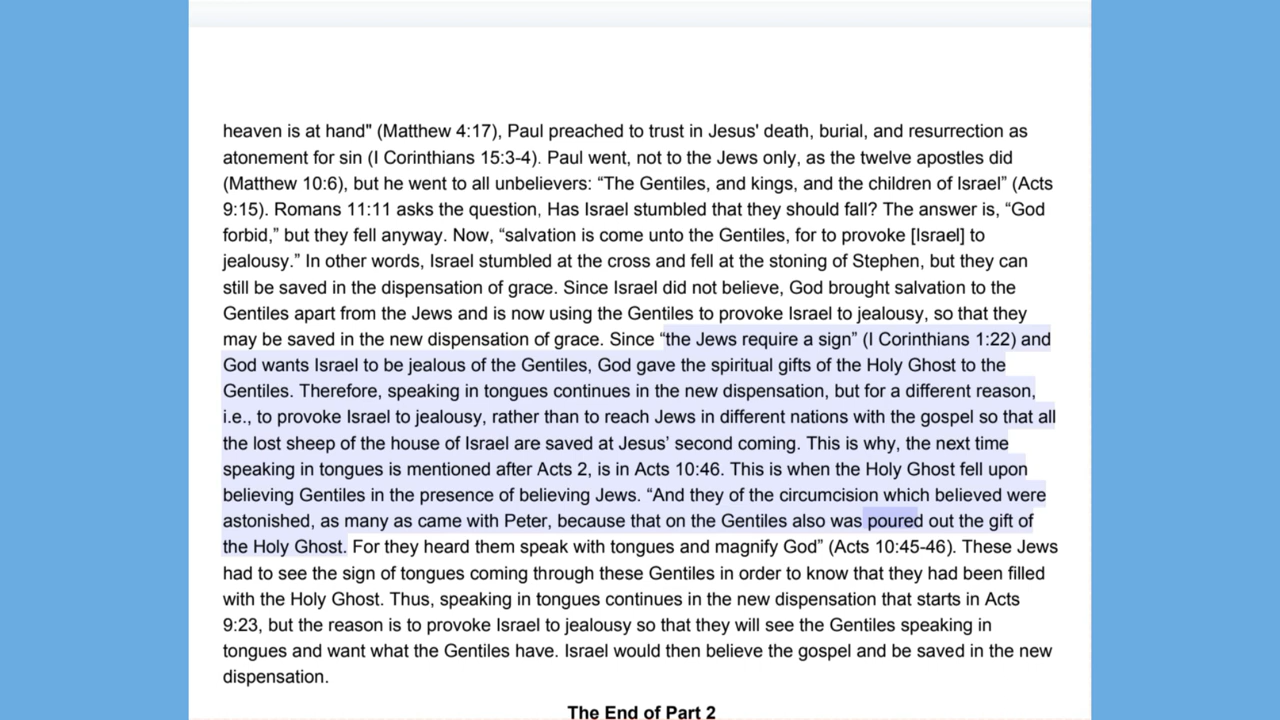 heaven is at hand" (Matthew 4:17), Paul preached to trust in Jesus' death, burial, and resurrection as
atonement for sin (I Corinthians 15:3-4). Paul went, not to the Jews only, as the twelve apostles did
(Matthew 10:6), but he went to all unbelievers: “The Gentiles, and kings, and the children of Israel” (Acts
9:15). Romans 11:11 asks the question, Has Israel stumbled that they should fall? The answer is, “God
forbid,” but they fell anyway. Now, “salvation is come unto the Gentiles, for to provoke [Israel] to
jealousy.” In other words, Israel stumbled at the cross and fell at the stoning of Stephen, but they can
still be saved in the dispensation of grace. Since Israel did not believe, God brought salvation to the
Gentiles apart from the Jews and is now using the Gentiles to provoke Israel to jealousy, so that they
may be saved in the new dispensation of grace. Since “the Jews require a sign” (I Corinthians 1:22) and
God wants Israel to be jealous of the Gentiles, God gave the spiritual gifts of the Holy Ghost to the
Gentiles. Therefore, speaking in tongues continues in the new dispensation, but for a different reason,
i.e., to provoke Israel to jealousy, rather than to reach Jews in different nations with the gospel so that all
the lost sheep of the house of Israel are saved at Jesus’ second coming. This is why, the next time
speaking in tongues is mentioned after Acts 2, is in Acts 10:46. This is when the Holy Ghost fell upon
believing Gentiles in the presence of believing Jews. “And they of the circumcision which believed were
astonished, as many as came with Peter, because that on the Gentiles also was poured out the gift of
the Holy Ghost. For they heard them speak with tongues and magnify God” (Acts 10:45-46). These Jews
had to see the sign of tongues coming through these Gentiles in order to know that they had been filled
with the Holy Ghost. Thus, speaking in tongues continues in the new dispensation that starts in Acts
9:23, but the reason is to provoke Israel to jealousy so that they will see the Gentiles speaking in
tongues and want what the Gentiles have. Israel would then believe the gospel and be saved in the new
dispensation.
The End of Part 2